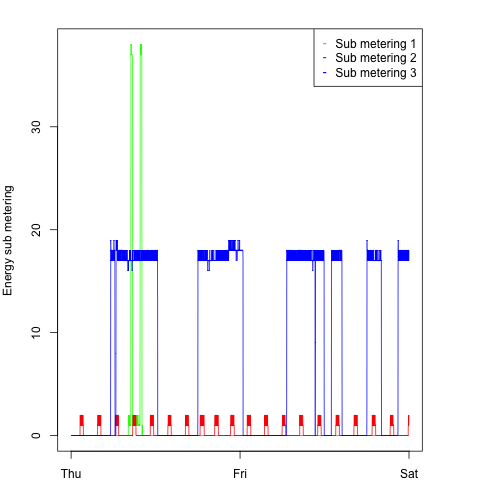 Sub metering 1
Sub metering 2
Sub metering 3
Energy sub metering
30
20
10
0
Thu Fri Sat